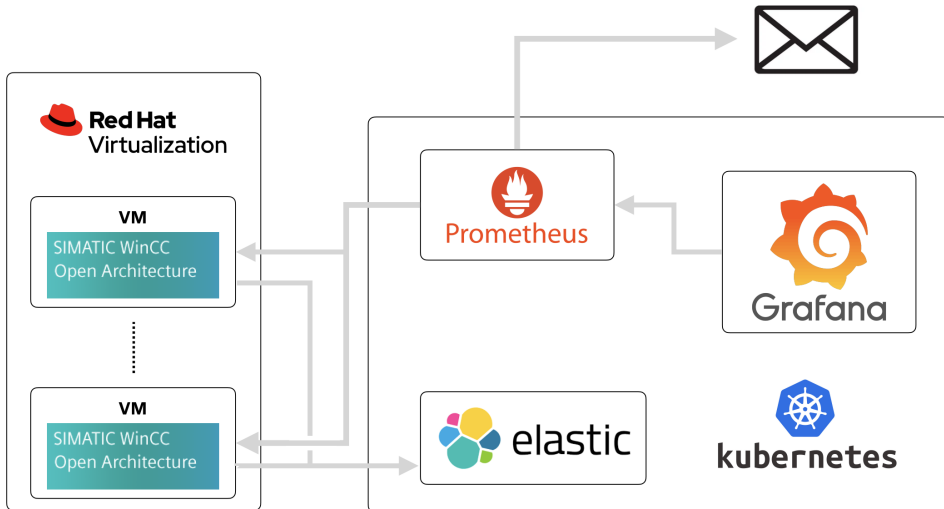 Red Hat
Virtualization
VM
SIMATIC WinCC
Open Architecture
VM
SIMATIC WinCC
Open Architecture
Prometheus
Grafana
elastic
kubernetes